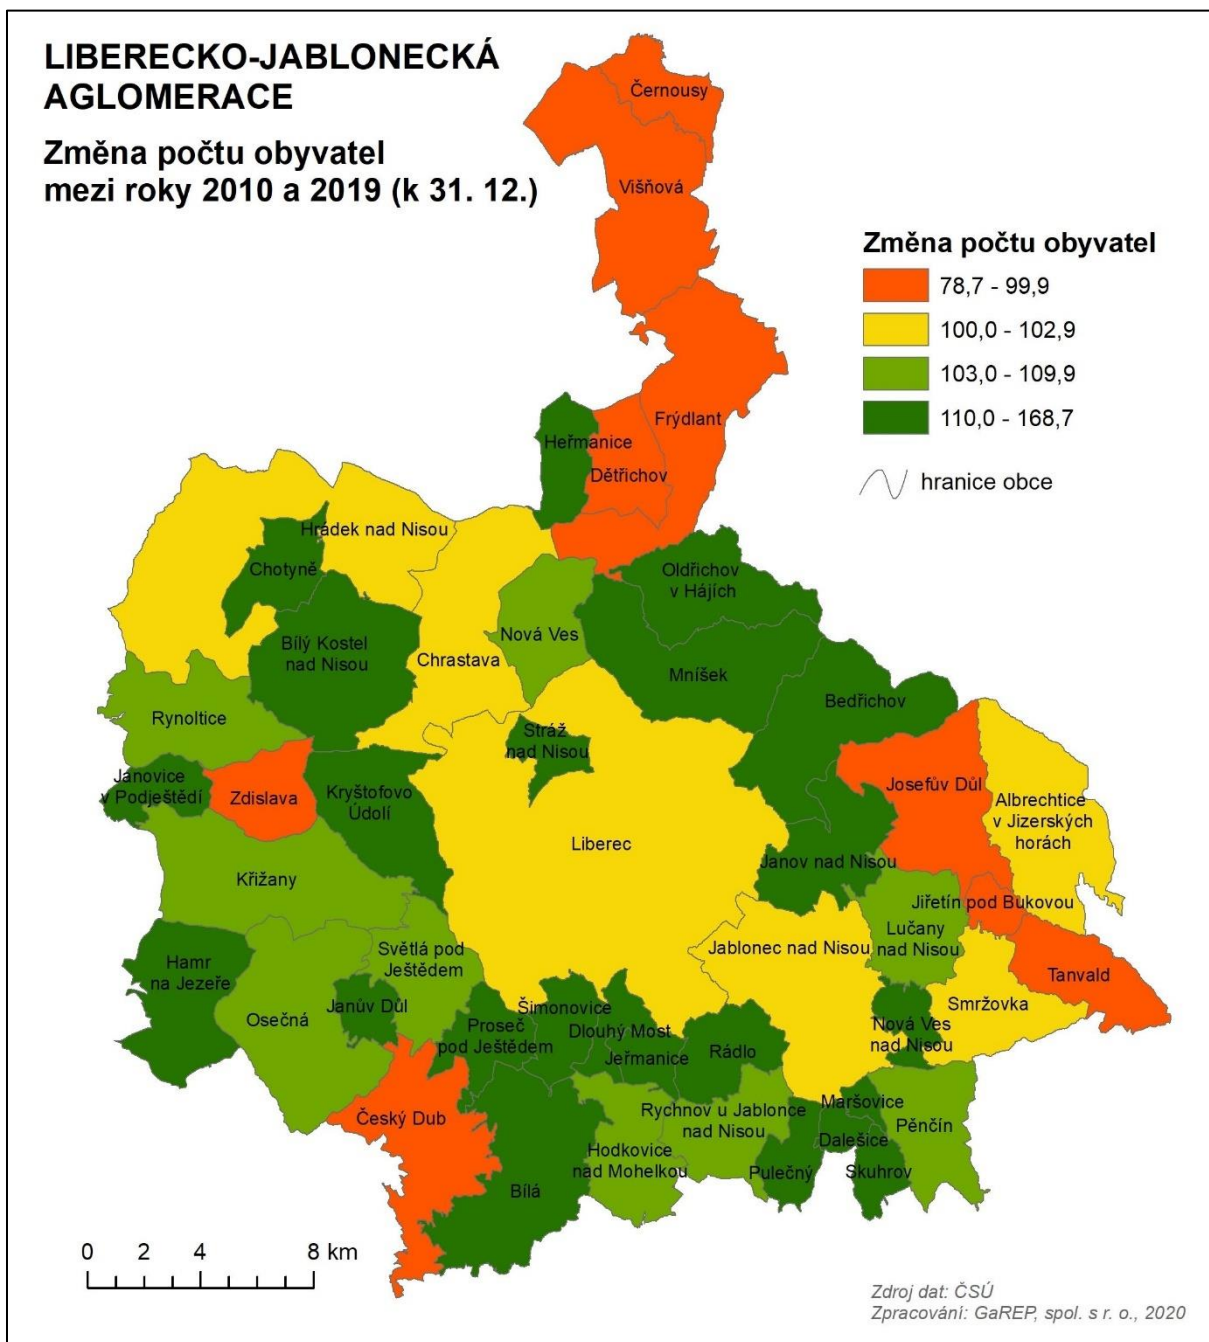 LIBERECKO-JABLONECKÁ
AGLOMERACE
Změna počtu obyvatel
mezi roky 2010 a 2019 (k 31. 12.)
Změna počtu obyvatel
78,7 - 99,9
100,0 - 102,9
103,0 - 109,9
110,0 - 168,7
hranice obce
Černousy
Višňová
Frýdlant
Heřmanice
Dětřichov
Hrádek nad Nisou
Chotyně
Oldřichov
v Hájích
Nová Ves
Bílý Kostel
nad Nisou
Chrastava
Mníšek
Bedřichov
Rynoltice
Stráž
nad Nisou
Janovice
v Podještědí
Zdislava
Kryštofovo
Údolí
Josefův Důl
Albrechtice
v Jizerských
horách
Liberec
Janov nad Nisou
Křižany
Jiřetín pod Bukovou
Lučany
nad Nisou
Světlá pod
Ještědem
Jablonec nad Nisou
Hamr
na Jezeře
Tanvald
Osečná
Janův Důl
Šimonovice
Smržovka
Proseč
pod Ještědem
Dlouhý Most
Jeřmanice
Rádlo
Nová Ves
nad Nisou
Český Dub
Rychnov u Jablonce
nad Nisou
Maršovice
Pěnčín
Dalešice
Hodkovice
nad Mohelkou
Pulečný
Skuhrov
Bílá
0 2 4 8 km
Zdroj dat: ČSÚ
Zpracování: GaREP, spol. s r. o., 2020